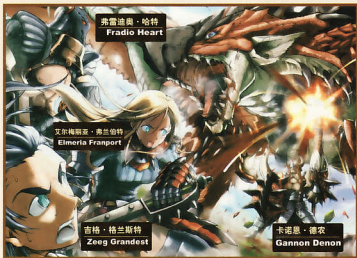 弗雷迪奥·哈特
Fradio Heart
艾尔梅丽亚·弗兰伯特
Elmeria Franport
吉格·格兰斯特
Zeeg Grandest
卡诺恩·德农
Gannon Denon